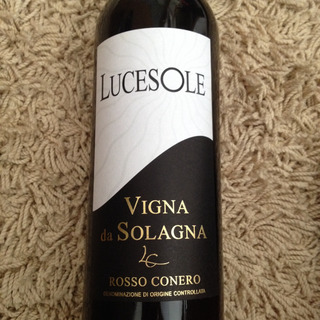 LUCESOLE
VIGNA
da SOLAGNA
LC
ROSSO CONERO
DENOMINAZIONE DI ORIGINE CONTROLLATA